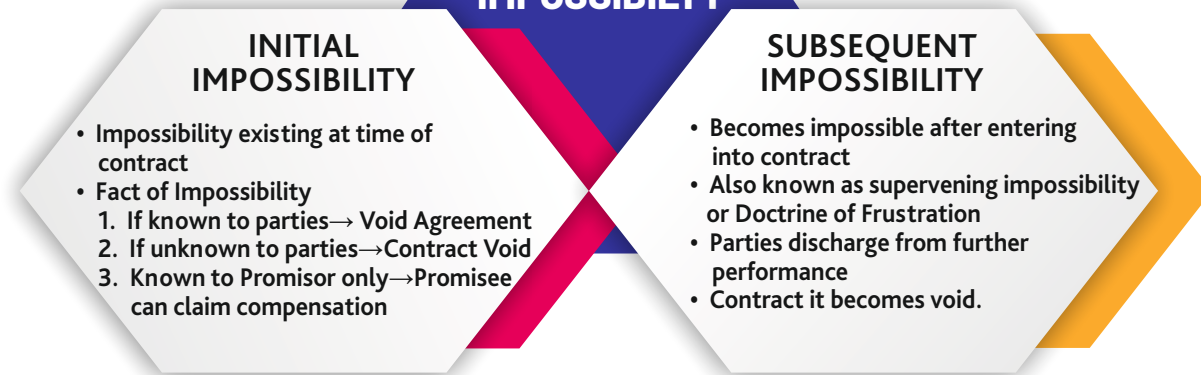 IMPOSSIBILTY
INITIAL
IMPOSSIBILITY
• Impossibility existing at time of
contract
• Fact of Impossibility
1. If known to parties→ Void Agreement
2. If unknown to parties→Contract Void
3. Known to Promisor only→Promisee
can claim compensation
SUBSEQUENT
IMPOSSIBILITY
• Becomes impossible after entering
into contract
• Also known as supervening impossibility
or Doctrine of Frustration
• Parties discharge from further
performance
• Contract it becomes void.